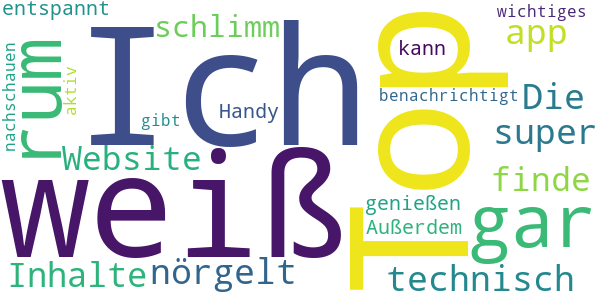 entspannt
wichtiges
schlimm
Ich
Top
app
kann
rum
nachschauen
aktiv
gibt
Handy
benachrichtigt
Die
super
Website
weiß
finde
genießen
gar
Außerdem
Inhalte
nörgelt
technisch